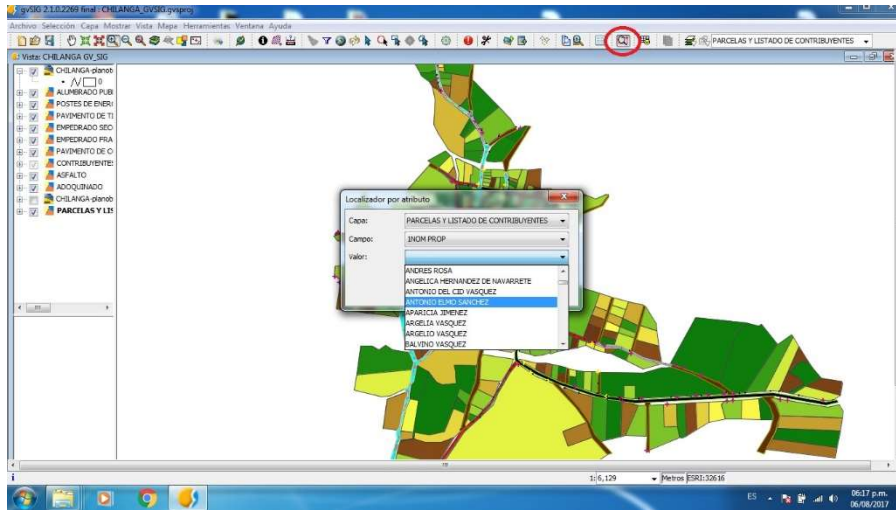 gvSIG 2.1.0.2269 final : CHILANGA_GVSIG.gvsproj
Archivo Selección Capa Mostrar Vista Mapa Herramientas Ventana Ayuda
PARCELAS Y LISTADO DE CONTRIBUYENTES
Vista: CHILANGA GV_SIG
CHILANGA-planob
0
ALUMBRADO PUBI
POSTES DE ENERI
PAVIMENTO DE TI
EMPEDRADO SECO
EMPEDRADO FRA
PAVIMENTO DE C
CONTRIBUYENTE
ASFALTO
ADOQUINADO
CHILANGA-planob
PARCELAS Y LIS
Localizador por atributo
Capa: PARCELAS Y LISTADO DE CONTRIBUYENTES
Campo: 1NOM PROP
Valor:
ANDRES ROSA
ANGELICA HERNANDEZ DE NAVARRETE
ANTONIO DEL CID VASQUEZ
ANTONIO ELMO SANCHEZ
APARICIA JIMENEZ
ARGELIA VASQUEZ
ARGELIO VASQUEZ
BALVINO VASQUEZ
1: 6,129 Metros ESRI:32616
ES 06:17 p.m.
06/08/2017